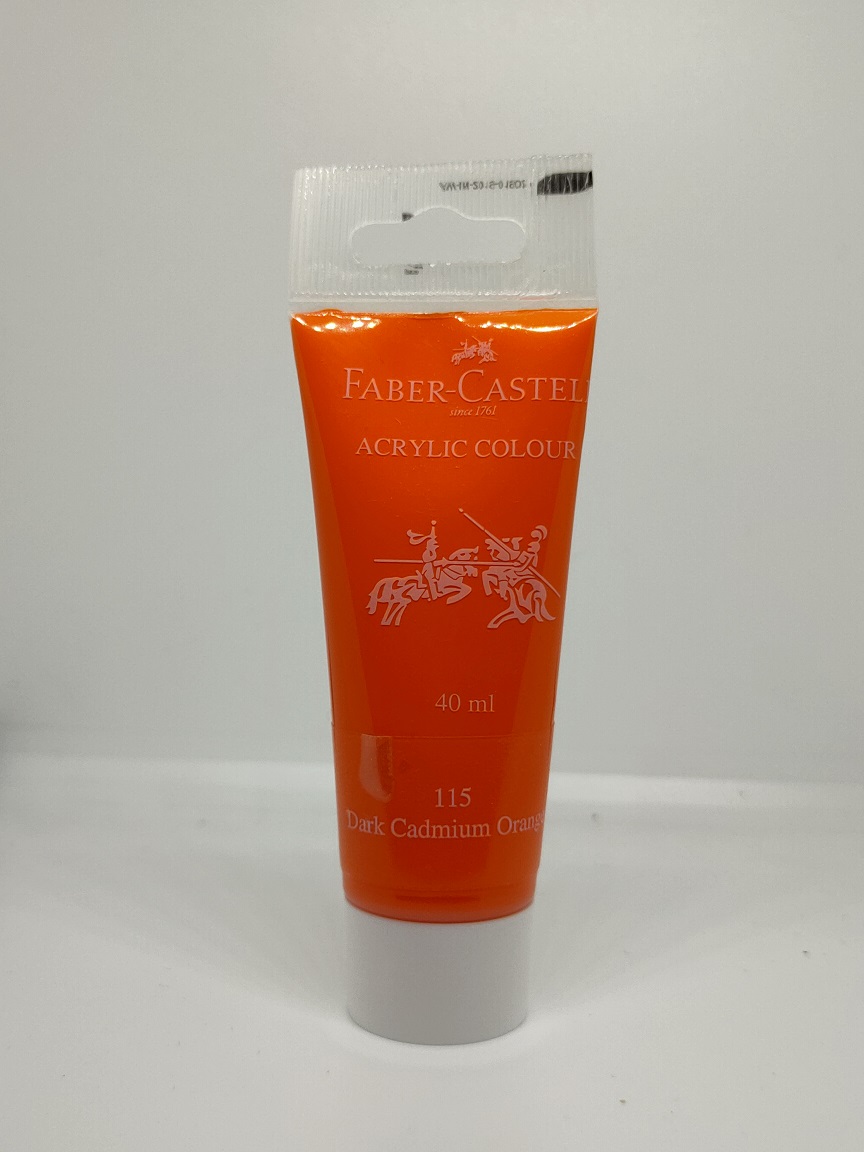 FABER-CASTELL
since 1761
ACRYLIC COLOUR
40 ml
115
Dark Cadmium Orange